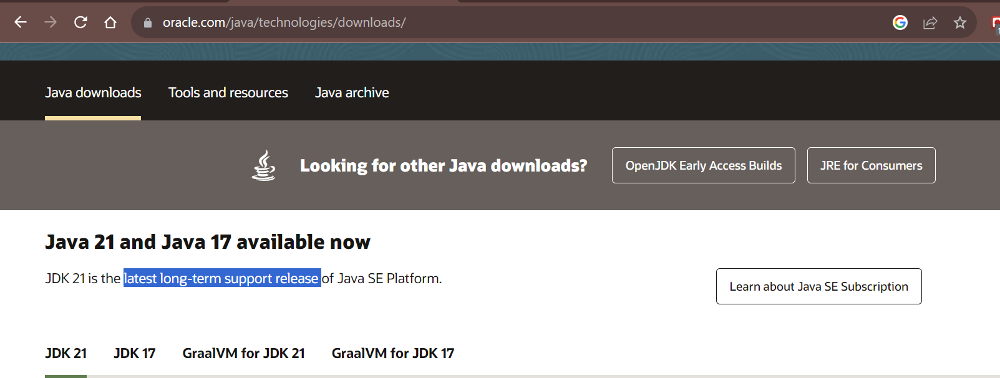 oracle.com/java/technologies/downloads/
Java downloads Tools and resources Java archive
Looking for other Java downloads? OpenJDK Early Access Builds JRE for Consumers
Java 21 and Java 17 available now
JDK 21 is the latest long-term support release of Java SE Platform.
Learn about Java SE Subscription
JDK 21 JDK 17 GraalVM for JDK 21 GraalVM for JDK 17